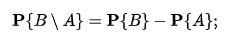 P{B \ A} = P{B} − P{A};